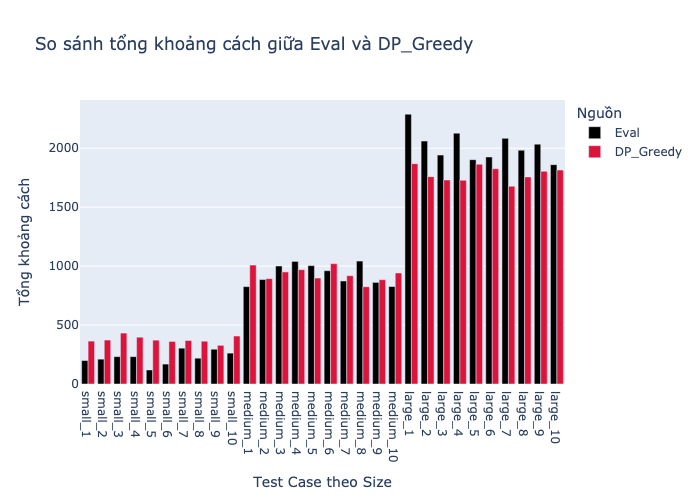 So sánh tổng khoảng cách giữa Eval và DP_Greedy
Nguồn
Eval
DP_Greedy
Tổng khoảng cách
2000
1500
1000
500
0
small_1
small_2
small_3
small_4
small_5
small_6
small_7
small_8
small_9
small_10
medium_1
medium_2
medium_3
medium_4
medium_5
medium_6
medium_7
medium_8
medium_9
medium_10
large_1
large_2
large_3
large_4
large_5
large_6
large_7
large_8
large_9
large_10
Test Case theo Size